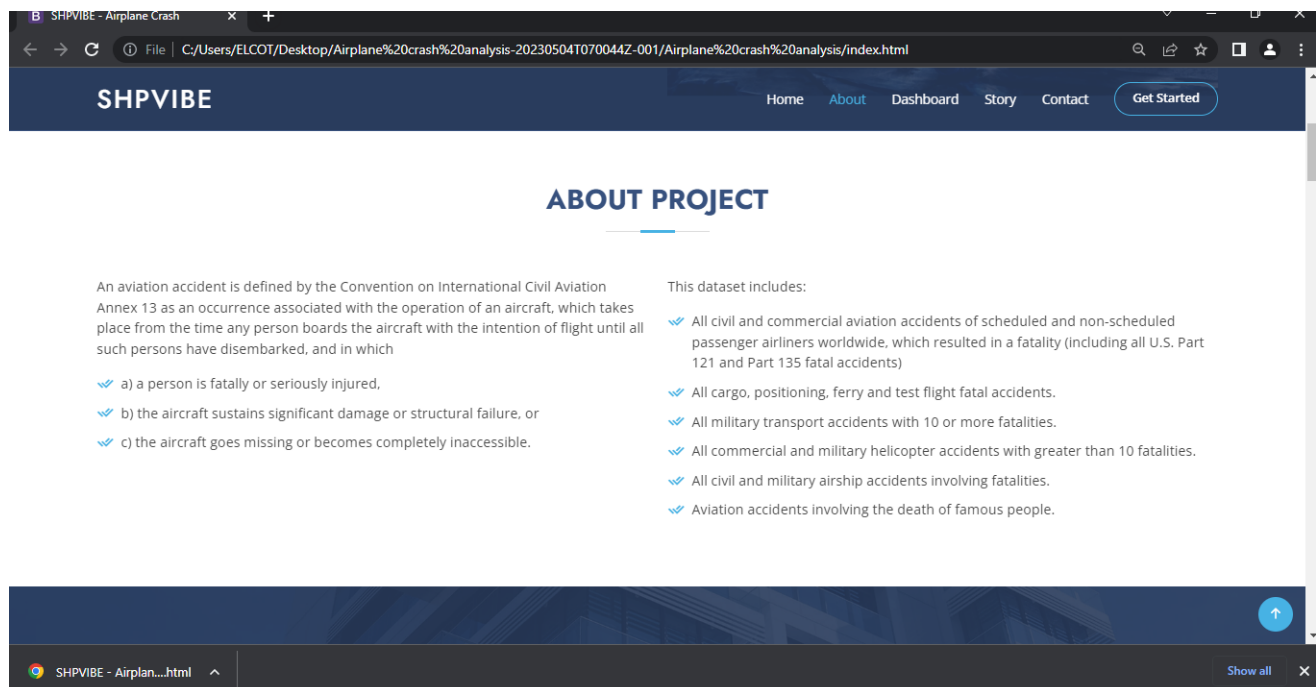 B SHPVIBE - Airplane Crash
File | C:/Users/ELCOT/Desktop/Airplane%20crash%20analysis-20230504T070044Z-001/Airplane%20crash%20analysis/index.html
SHPVIBE
Home About Dashboard Story Contact Get Started
ABOUT PROJECT
An aviation accident is defined by the Convention on International Civil Aviation
Annex 13 as an occurrence associated with the operation of an aircraft, which takes
place from the time any person boards the aircraft with the intention of flight until all
such persons have disembarked, and in which
a) a person is fatally or seriously injured,
b) the aircraft sustains significant damage or structural failure, or
c) the aircraft goes missing or becomes completely inaccessible.
This dataset includes:
All civil and commercial aviation accidents of scheduled and non-scheduled
passenger airliners worldwide, which resulted in a fatality (including all U.S. Part
121 and Part 135 fatal accidents)
All cargo, positioning, ferry and test flight fatal accidents.
All military transport accidents with 10 or more fatalities.
All commercial and military helicopter accidents with greater than 10 fatalities.
All civil and military airship accidents involving fatalities.
Aviation accidents involving the death of famous people.
SHPVIBE - Airplan....html
Show all